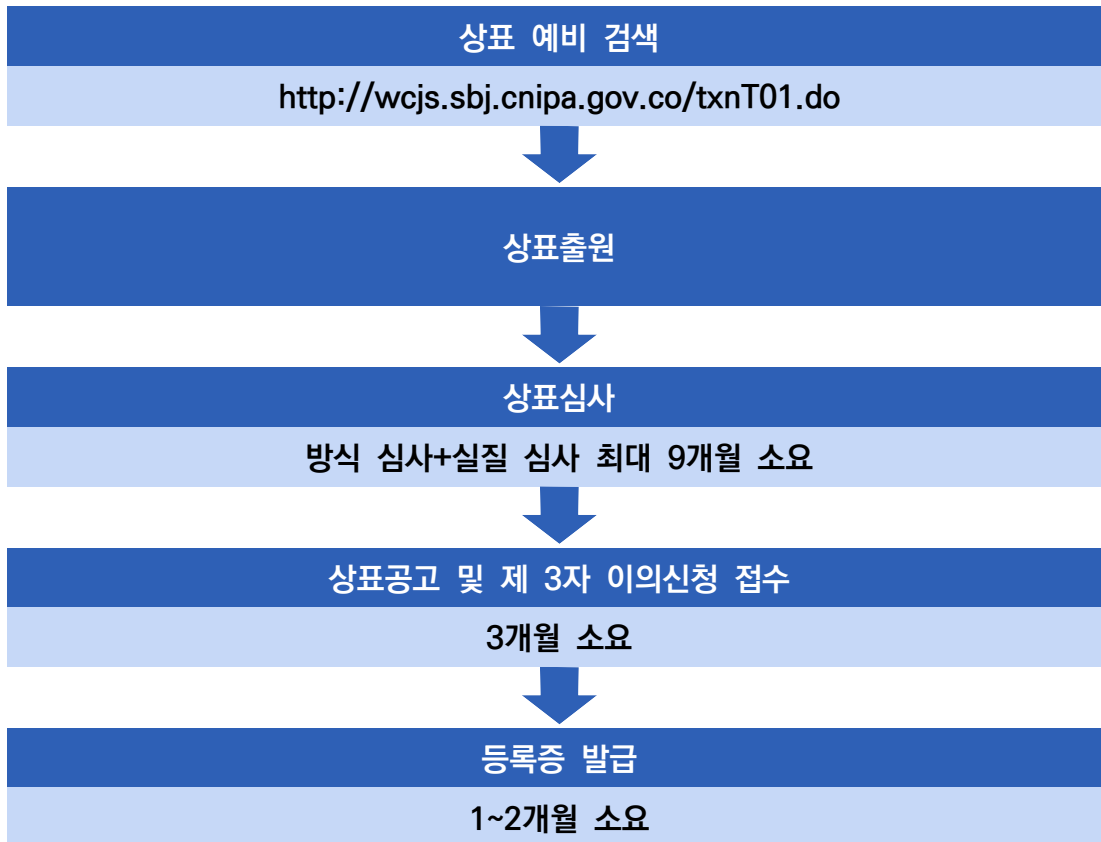 상표 예비 검색
http://wcjs.sbj.cnipa.gov.co/txnT01.do
상표출원
상표심사
방식 심사+실질 심사 최대 9개월 소요
상표공고 및 제 3자 이의신청 접수
3개월 소요
등록증 발급
1~2개월 소요